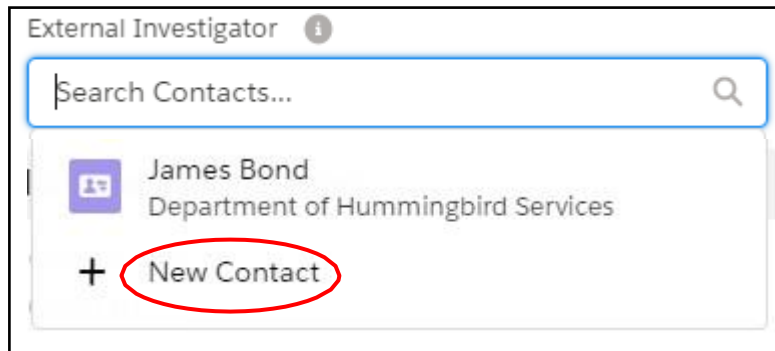 External Investigator
Search Contacts...
James Bond
Department of Hummingbird Services
New Contact